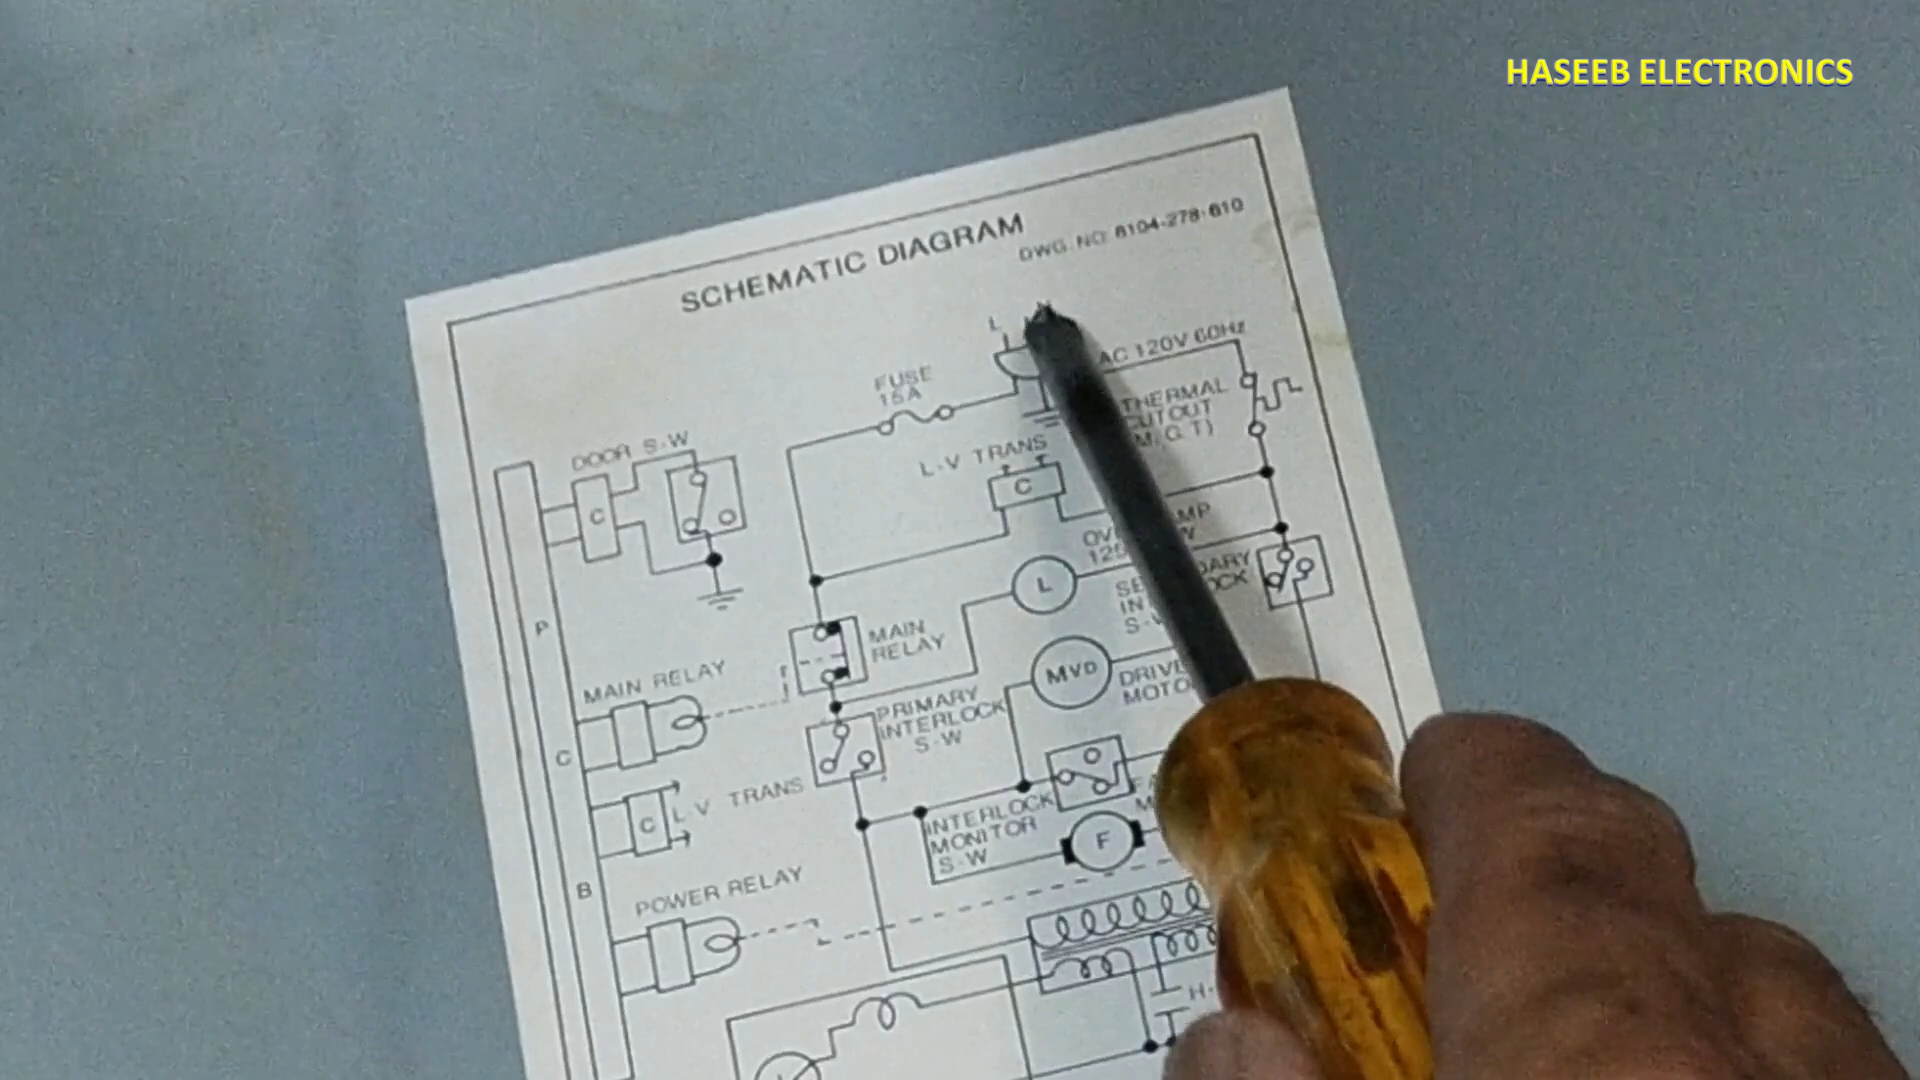 HASEEB ELECTRONICS
SCHEMATIC DIAGRAM
DWG. NO: 8104-278-610
L
N
AC 120V 60Hz
FUSE
15A
THERMAL
CUTOUT
DOOR S-W
L-V TRANS
C
C
L
MAIN
RELAY
P
MAIN RELAY
MVD
DRIVE
PRIMARY
INTERLOCK
S-W
C
L-V TRANS
C
INTERLOCK
MONITOR
S-W
F
B
POWER RELAY